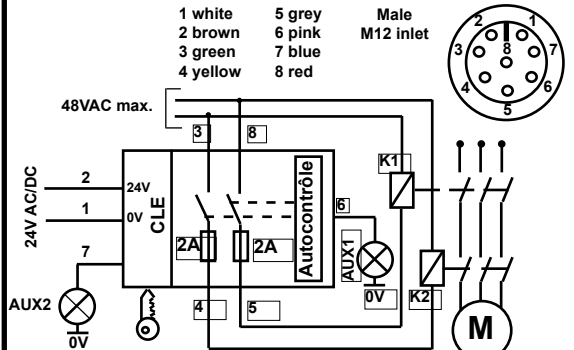 1 white 5 grey Male
2 brown 6 pink M12 inlet
3 green 7 blue
4 yellow 8 red
2 1
3 8 7
4 6
5
48VAC max.
3 8
K1
24V AC/DC
2 24V
1 0V
CLE
Autocontrôle
6
2A 2A
AUX1
7
0V K2
AUX2
4 5
0V
M